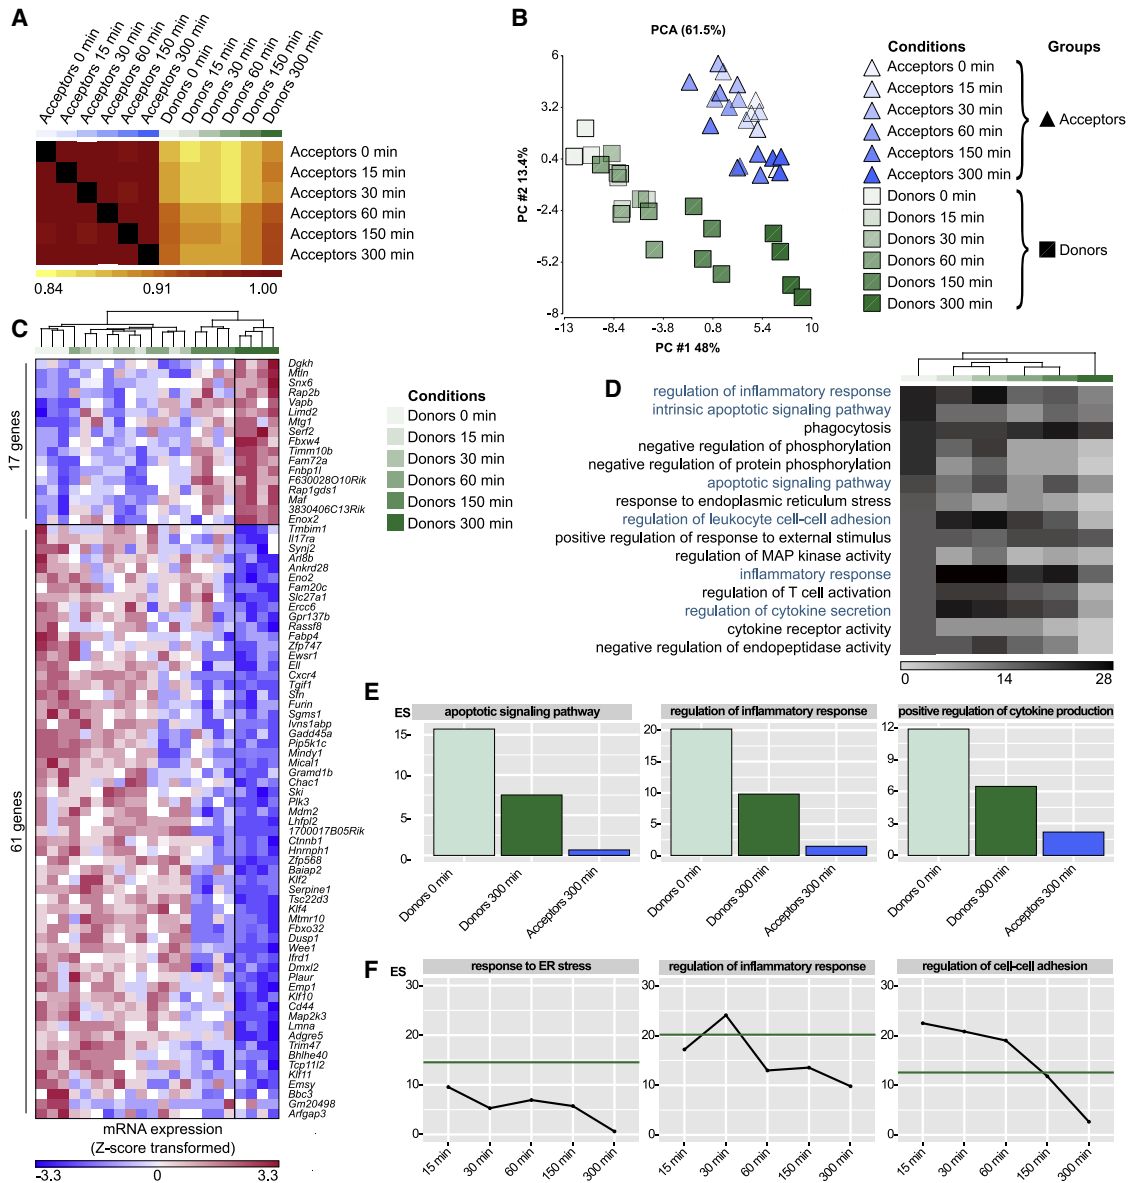 A
Acceptors 0 min
Acceptors 15 min
Acceptors 30 min
Acceptors 60 min
Acceptors 150 min
Acceptors 300 min
Donors 0 min
Donors 15 min
Donors 30 min
Donors 60 min
Donors 150 min
Donors 300 min
Acceptors 0 min
Acceptors 15 min
Acceptors 30 min
Acceptors 60 min
Acceptors 150 min
Acceptors 300 min
0.84 0.91 1.00
B
PCA (61.5%)
PC #2 13.4%
6
3.2
0.4
-2.4
-5.2
-8
-13 -8.4 -3.8 0.8 5.4 10
PC #1 48%
Conditions Groups
Acceptors 0 min
Acceptors 15 min
Acceptors 30 min
Acceptors 60 min
Acceptors 150 min
Acceptors 300 min
Donors 0 min
Donors 15 min
Donors 30 min
Donors 60 min
Donors 150 min
Donors 300 min
Acceptors
Donors
C
17 genes
61 genes
Dgkh
Mtln
Snx6
Rap2b
Vapb
Limd2
Mtg1
Serf2
Fbxw4
Timm10b
Fam72a
Fnbp1l
F630028O10Rik
Rap1gds1
Maf
3830406C13Rik
Enox2
Tmbim1
Il17ra
Synj2
Arl8b
Ankrd28
Eno2
Fam20c
Slc27a1
Ercc6
Gpr137b
Rassf8
Fabp4
Zfp747
Ewsr1
Ell
Cxcr4
Tgif1
Sfn
Furin
Sgms1
Ivns1abp
Gadd45a
Pip5k1c
Mindy1
Mical1
Gramd1b
Chac1
Ski
Plk3
Mdm2
Lhfpl2
1700017B05Rik
Ctnnb1
Hnrnph1
Zfp568
Baiap2
Klf2
Serpine1
Tsc22d3
Klf4
Mtmr10
Fbxo32
Dusp1
Wee1
Ifrd1
Dmxl2
Plaur
Emp1
Klf10
Cd44
Map2k3
Lmna
Adgre5
Trim47
Bhlhe40
Tcp11l2
Klf11
Emsy
Bbc3
Gm20498
Arfgap3
mRNA expression
(Z-score transformed)
-3.3 0 3.3
Conditions
Donors 0 min
Donors 15 min
Donors 30 min
Donors 60 min
Donors 150 min
Donors 300 min
D
regulation of inflammatory response
intrinsic apoptotic signaling pathway
phagocytosis
negative regulation of phosphorylation
negative regulation of protein phosphorylation
apoptotic signaling pathway
response to endoplasmic reticulum stress
regulation of leukocyte cell-cell adhesion
positive regulation of response to external stimulus
regulation of MAP kinase activity
inflammatory response
regulation of T cell activation
regulation of cytokine secretion
cytokine receptor activity
negative regulation of endopeptidase activity
0 14 28
E
ES
apoptotic signaling pathway
15
10
5
0
Donors 0 min
Donors 300 min
Acceptors 300 min
regulation of inflammatory response
20
15
10
5
0
Donors 0 min
Donors 300 min
Acceptors 300 min
positive regulation of cytokine production
12
9
6
3
0
Donors 0 min
Donors 300 min
Acceptors 300 min
F
ES
response to ER stress
30
20
10
0
15 min
30 min
60 min
150 min
300 min
regulation of inflammatory response
30
20
10
0
15 min
30 min
60 min
150 min
300 min
regulation of cell-cell adhesion
30
20
10
0
15 min
30 min
60 min
150 min
300 min